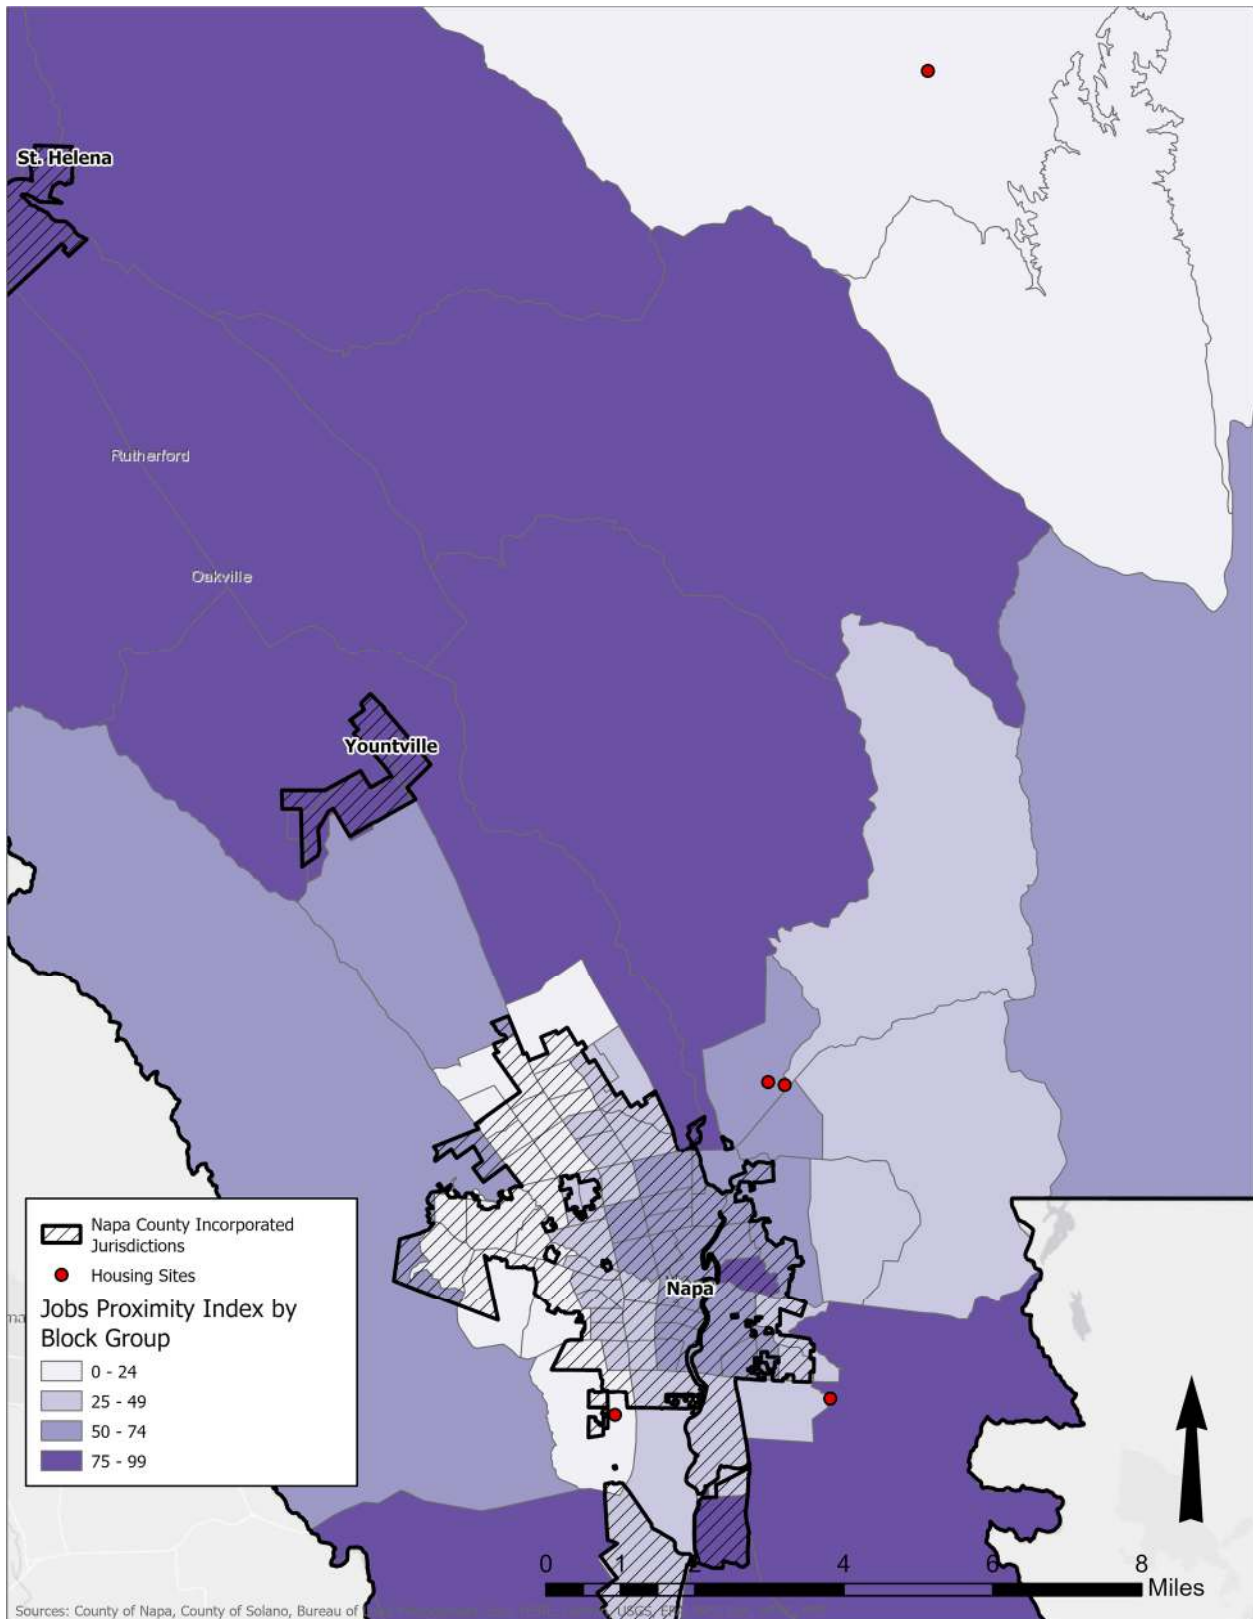 St. Helena
Rutherford
Oakville
Yountville
Napa
Napa County Incorporated
Jurisdictions
Housing Sites
Jobs Proximity Index by
Block Group
0 - 24
25 - 49
50 - 74
75 - 99
ma
0 1 2 4 6 8
Miles
Sources: County of Napa, County of Solano, Bureau of USGS,